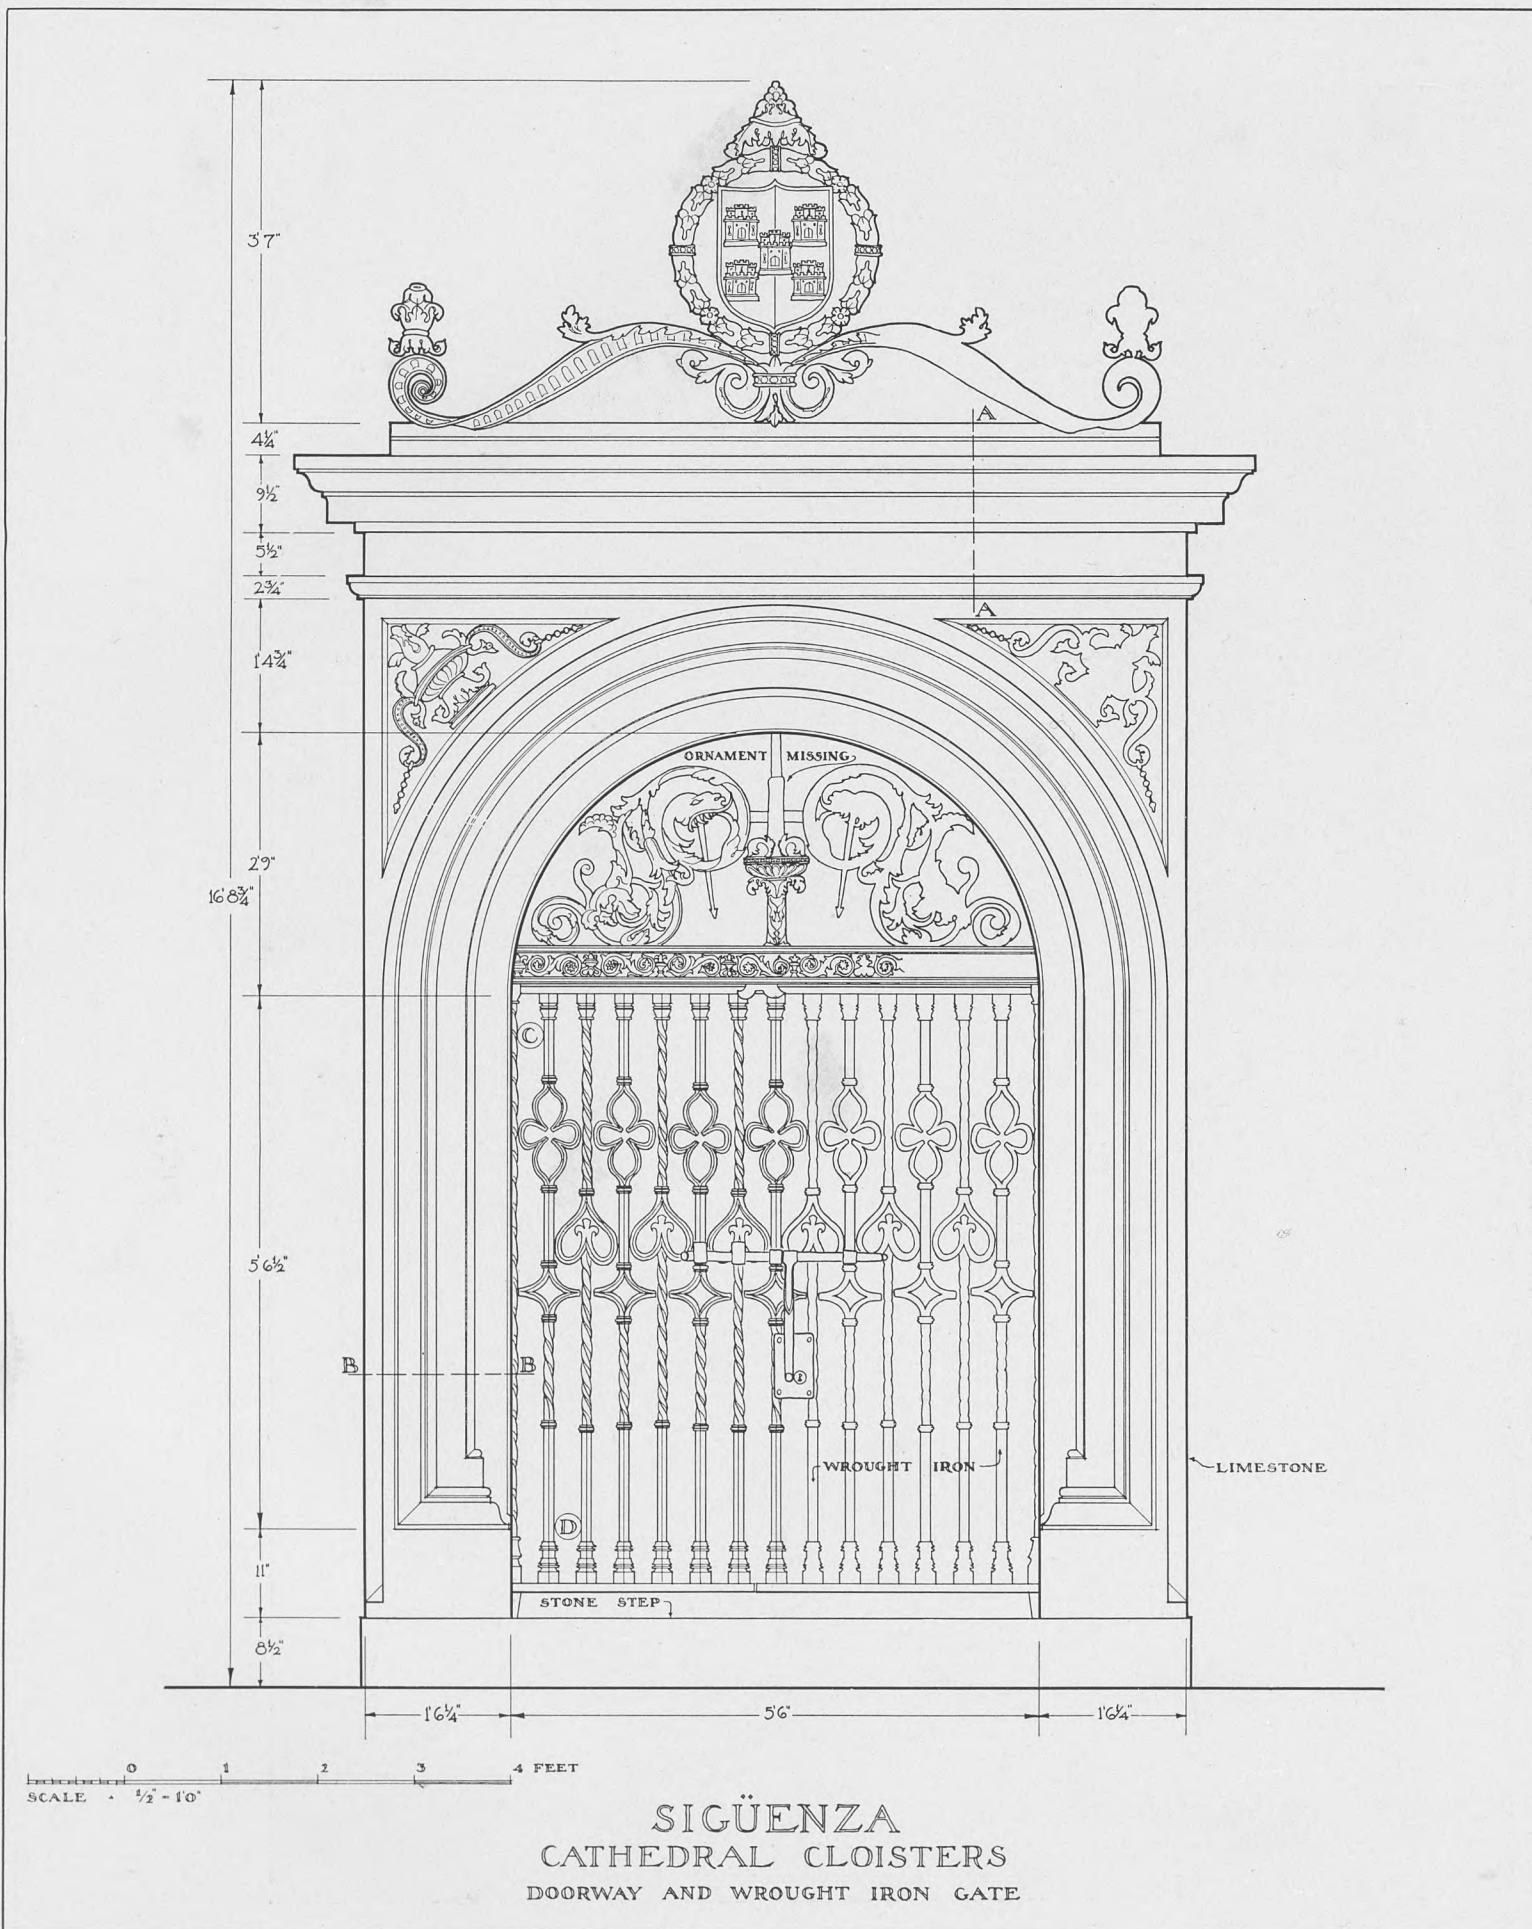 3'7"
4¼"
A
9½"
5½"
2¾"
A
1'4¾"
ORNAMENT MISSING
2'9"
16'8¾"
C
5'6½"
B B
WROUGHT IRON
LIMESTONE
D
11"
STONE STEP
8½"
1'6¼" 5'6" 1'6¼"
0 1 2 3 4 FEET
SCALE · ½" = 1'0"
SIGÜENZA
CATHEDRAL CLOISTERS
DOORWAY AND WROUGHT IRON GATE